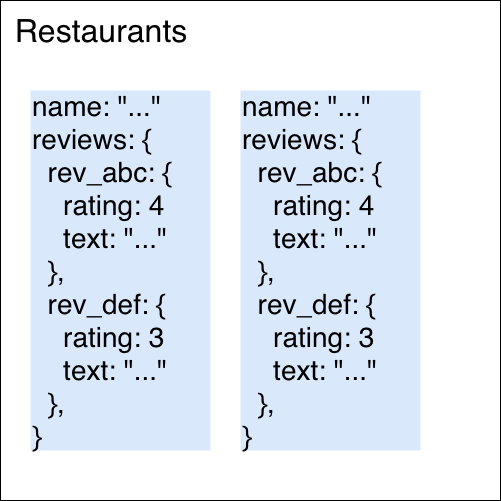 Restaurants
name: "..."
reviews: {
rev_abc: {
rating: 4
text: "..."
},
rev_def: {
rating: 3
text: "..."
},
}
name: "..."
reviews: {
rev_abc: {
rating: 4
text: "..."
},
rev_def: {
rating: 3
text: "..."
},
}